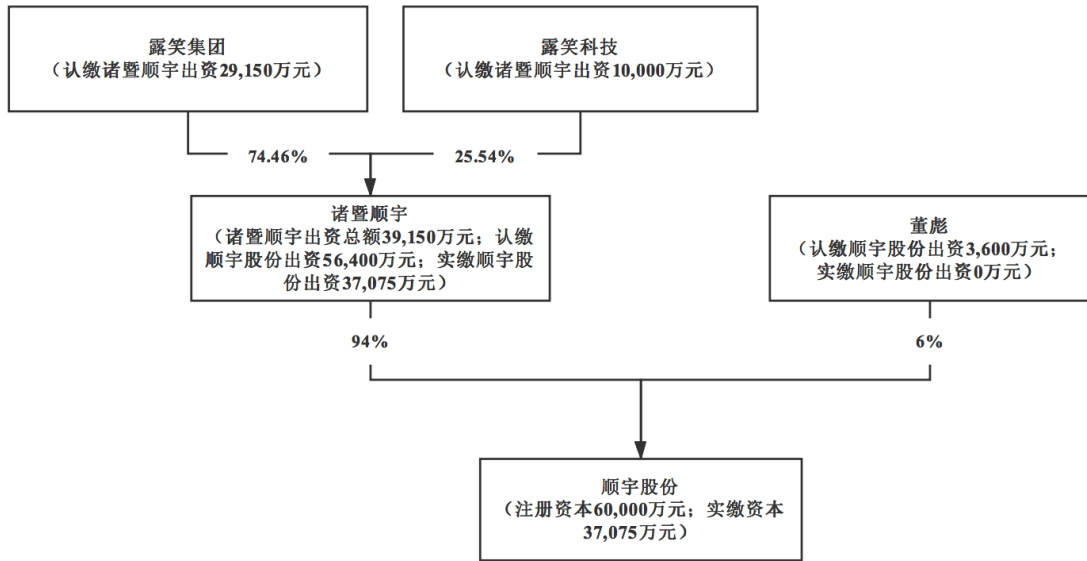 露笑集团
（认缴诸暨顺宇出资29,150万元）
露笑科技
（认缴诸暨顺宇出资10,000万元）
74.46%
25.54%
诸暨顺宇
（诸暨顺宇出资总额39,150万元；认缴
顺宇股份出资56,400万元；实缴顺宇股
份出资37,075万元）
董彪
（认缴顺宇股份出资3,600万元；
实缴顺宇股份出资0万元）
94%
6%
顺宇股份
（注册资本60,000万元；实缴资本
37,075万元）